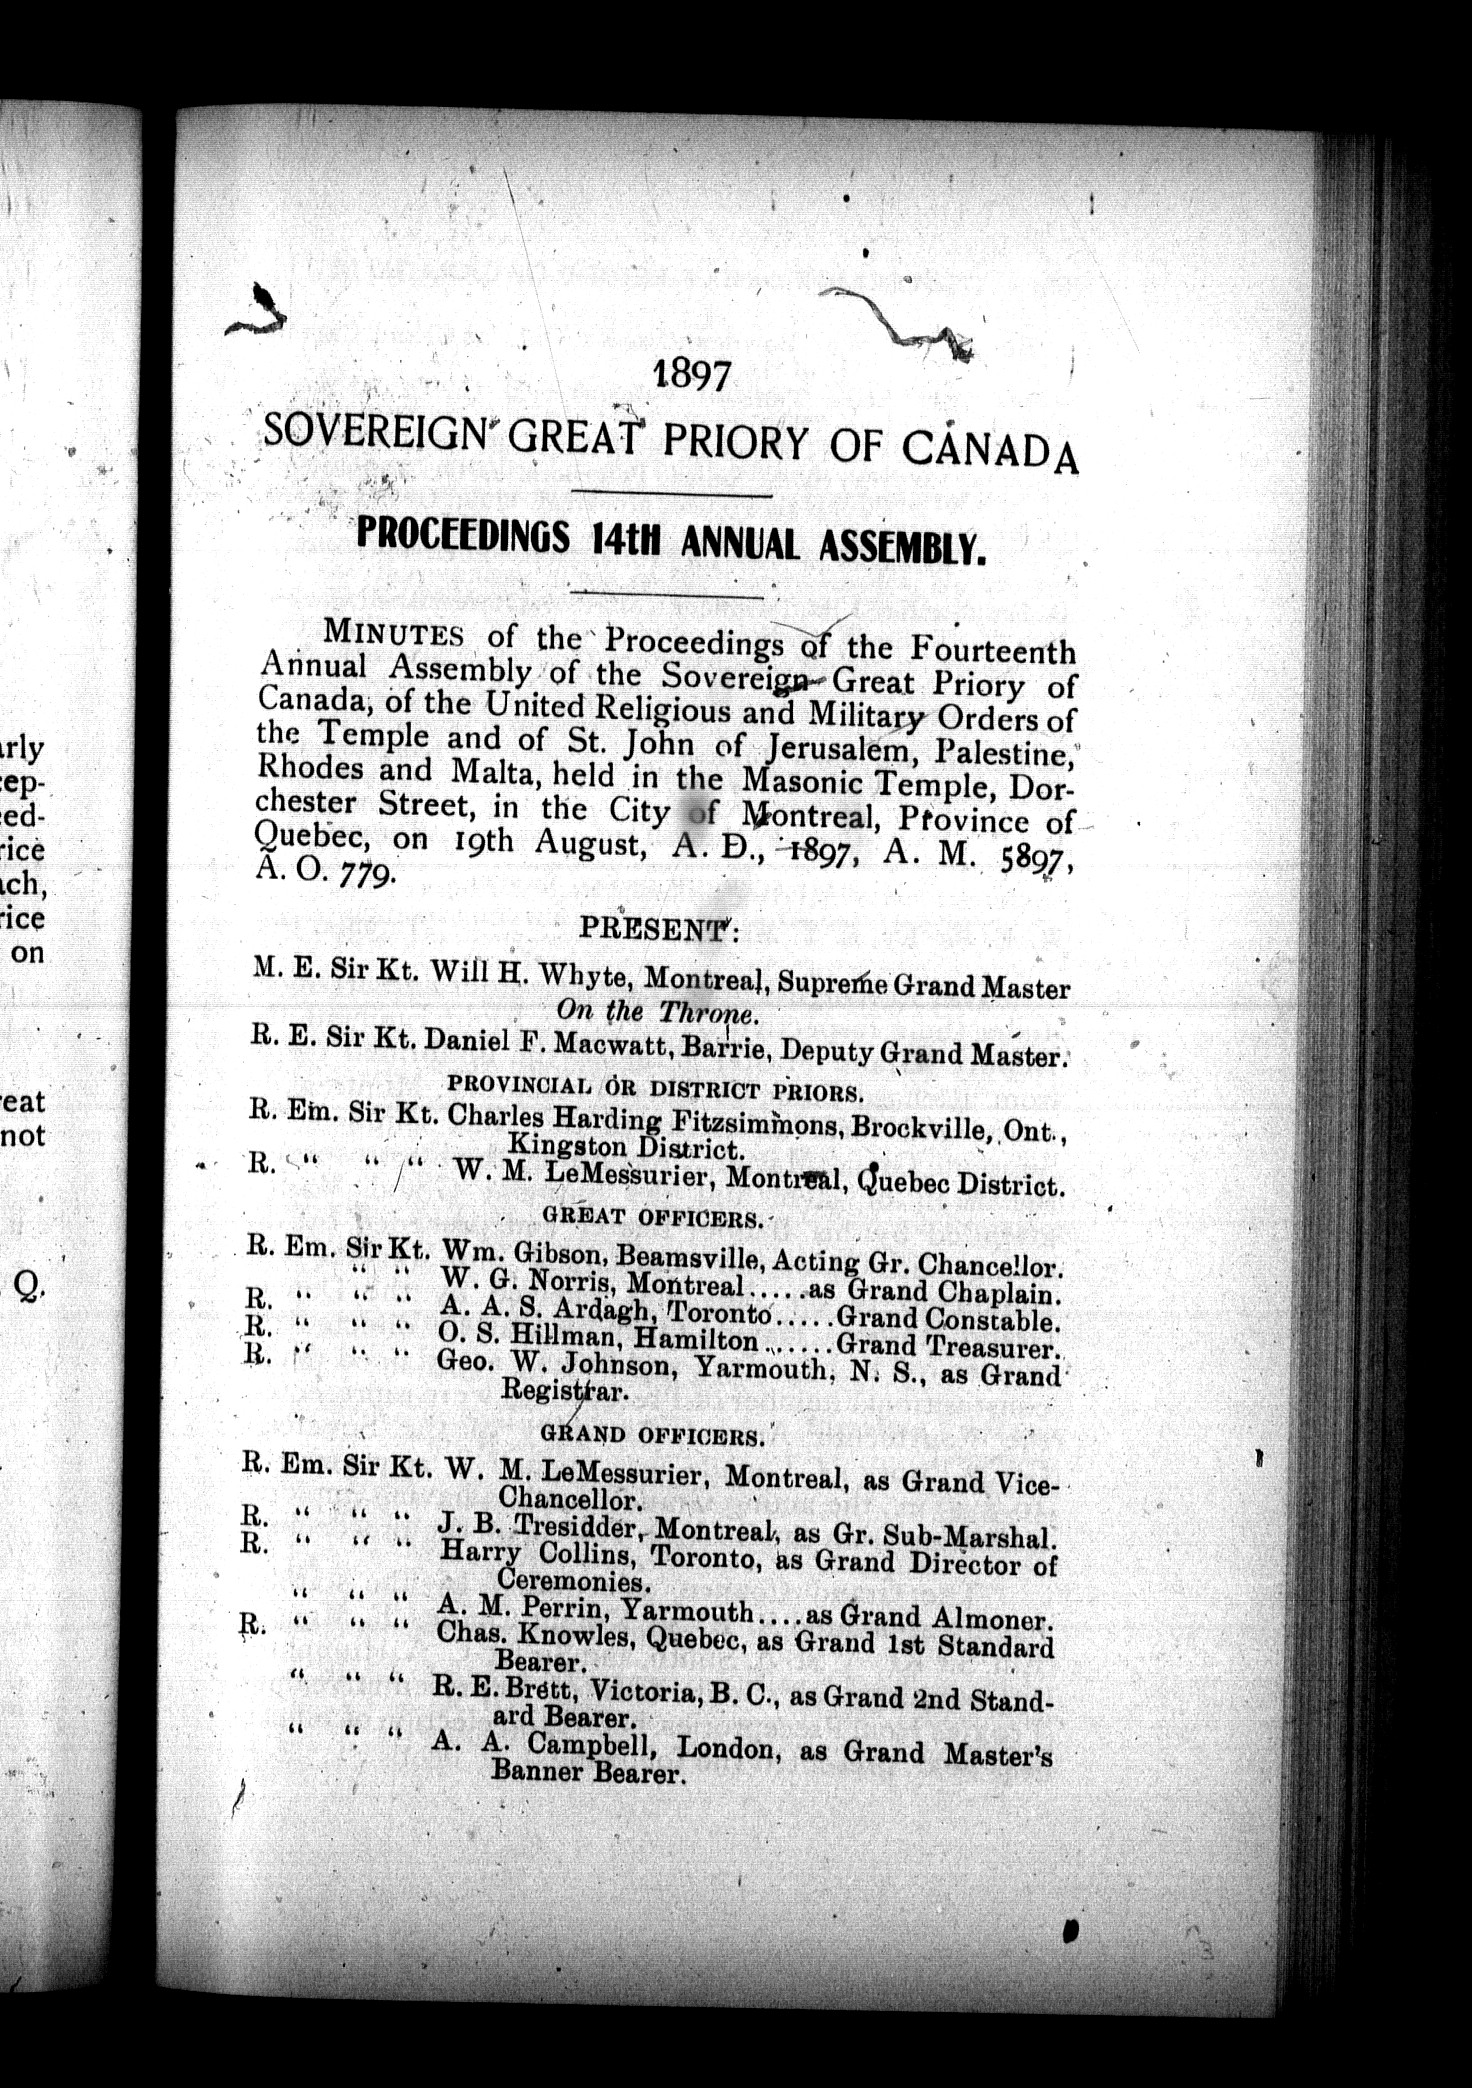 1897
SOVEREIGN GREAT PRIORY OF CANADA
PROCEEDINGS 14tH ANNUAL ASSEMBLY.
MINUTES of the Proceedings of the Fourteenth
Annual Assembly of the Sovereign Great Priory of
Canada, of the United Religious and Military Orders of
the Temple and of St. John of Jerusalem, Palestine,
Rhodes and Malta, held in the Masonic Temple, Dor-
chester Street, in the City of Montreal, Province of
Quebec, on 19th August, A. D., 1897, A. M. 5897,
A. O. 779.
PRESENT:
M. E. Sir Kt. Will H. Whyte, Montreal, Supreme Grand Master
On the Throne.
R. E. Sir Kt. Daniel F. Macwatt, Barrie, Deputy Grand Master.
PROVINCIAL OR DISTRICT PRIORS.
R. Em. Sir Kt. Charles Harding Fitzsimmons, Brockville, Ont.,
Kingston District.
R. “ “ “ W. M. LeMessurier, Montreal, Quebec District.
GREAT OFFICERS.
R. Em. Sir Kt. Wm. Gibson, Beamsville, Acting Gr. Chancellor.
“ “ W. G. Norris, Montreal.....as Grand Chaplain.
R. “ “ “ A. A. S. Ardagh, Toronto.....Grand Constable.
R. “ “ “ O. S. Hillman, Hamilton.......Grand Treasurer.
R. “ “ “ Geo. W. Johnson, Yarmouth, N. S., as Grand
Registrar.
GRAND OFFICERS.
R. Em. Sir Kt. W. M. LeMessurier, Montreal, as Grand Vice-
Chancellor.
R. “ “ “ J. B. Tresidder, Montreal, as Gr. Sub-Marshal.
R. “ “ “ Harry Collins, Toronto, as Grand Director of
Ceremonies.
“ “ “ A. M. Perrin, Yarmouth....as Grand Almoner.
R. “ “ “ Chas. Knowles, Quebec, as Grand 1st Standard
Bearer.
“ “ “ R. E. Brett, Victoria, B. C., as Grand 2nd Stand-
ard Bearer.
“ “ “ A. A. Campbell, London, as Grand Master's
Banner Bearer.